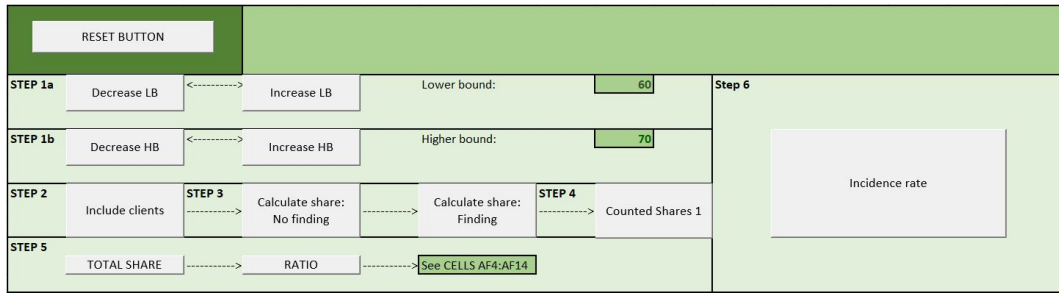 RESET BUTTON
STEP 1a
Decrease LB
<---------->
Increase LB
Lower bound:
60
Step 6
STEP 1b
Decrease HB
<---------->
Increase HB
Higher bound:
70
Incidence rate
STEP 2
Include clients
STEP 3
---------->
Calculate share:
No finding
---------->
Calculate share:
Finding
STEP 4
---------->
Counted Shares 1
STEP 5
TOTAL SHARE
---------->
RATIO
---------->
See CELLS AF4:AF14